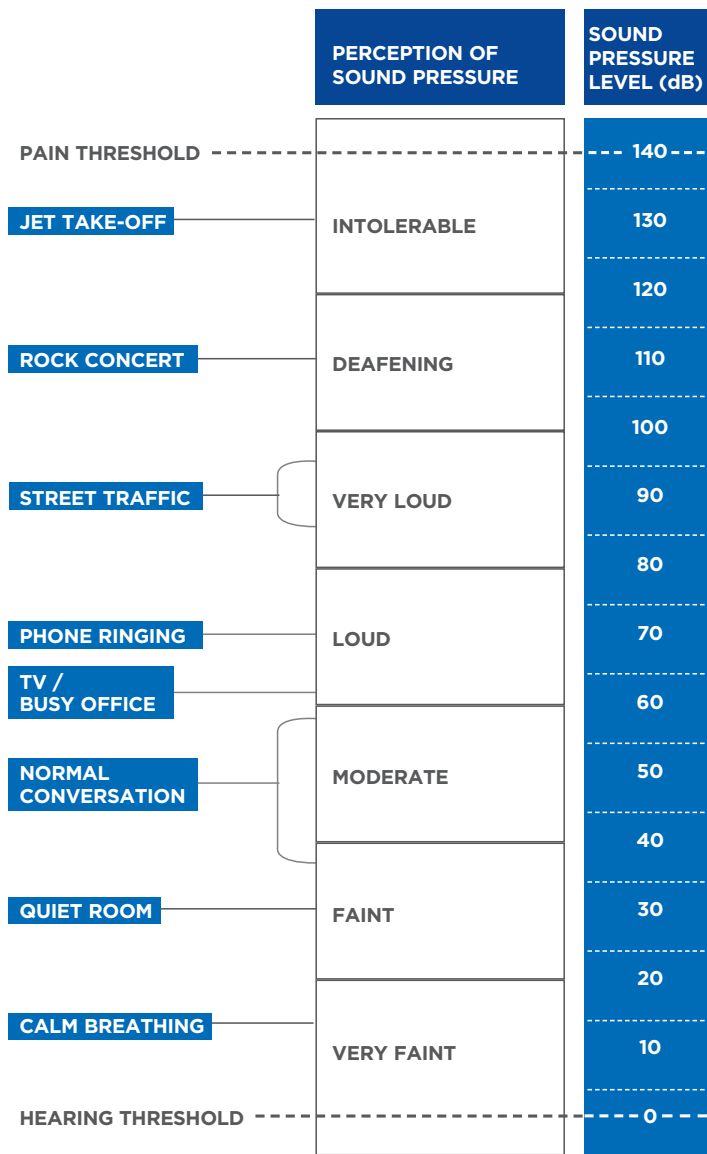 PERCEPTION OF
SOUND PRESSURE
SOUND
PRESSURE
LEVEL (dB)
PAIN THRESHOLD
140
JET TAKE-OFF
INTOLERABLE
130
120
ROCK CONCERT
DEAFENING
110
100
STREET TRAFFIC
VERY LOUD
90
80
PHONE RINGING
LOUD
70
TV /
BUSY OFFICE
60
NORMAL
CONVERSATION
MODERATE
50
40
QUIET ROOM
FAINT
30
20
CALM BREATHING
VERY FAINT
10
HEARING THRESHOLD
0